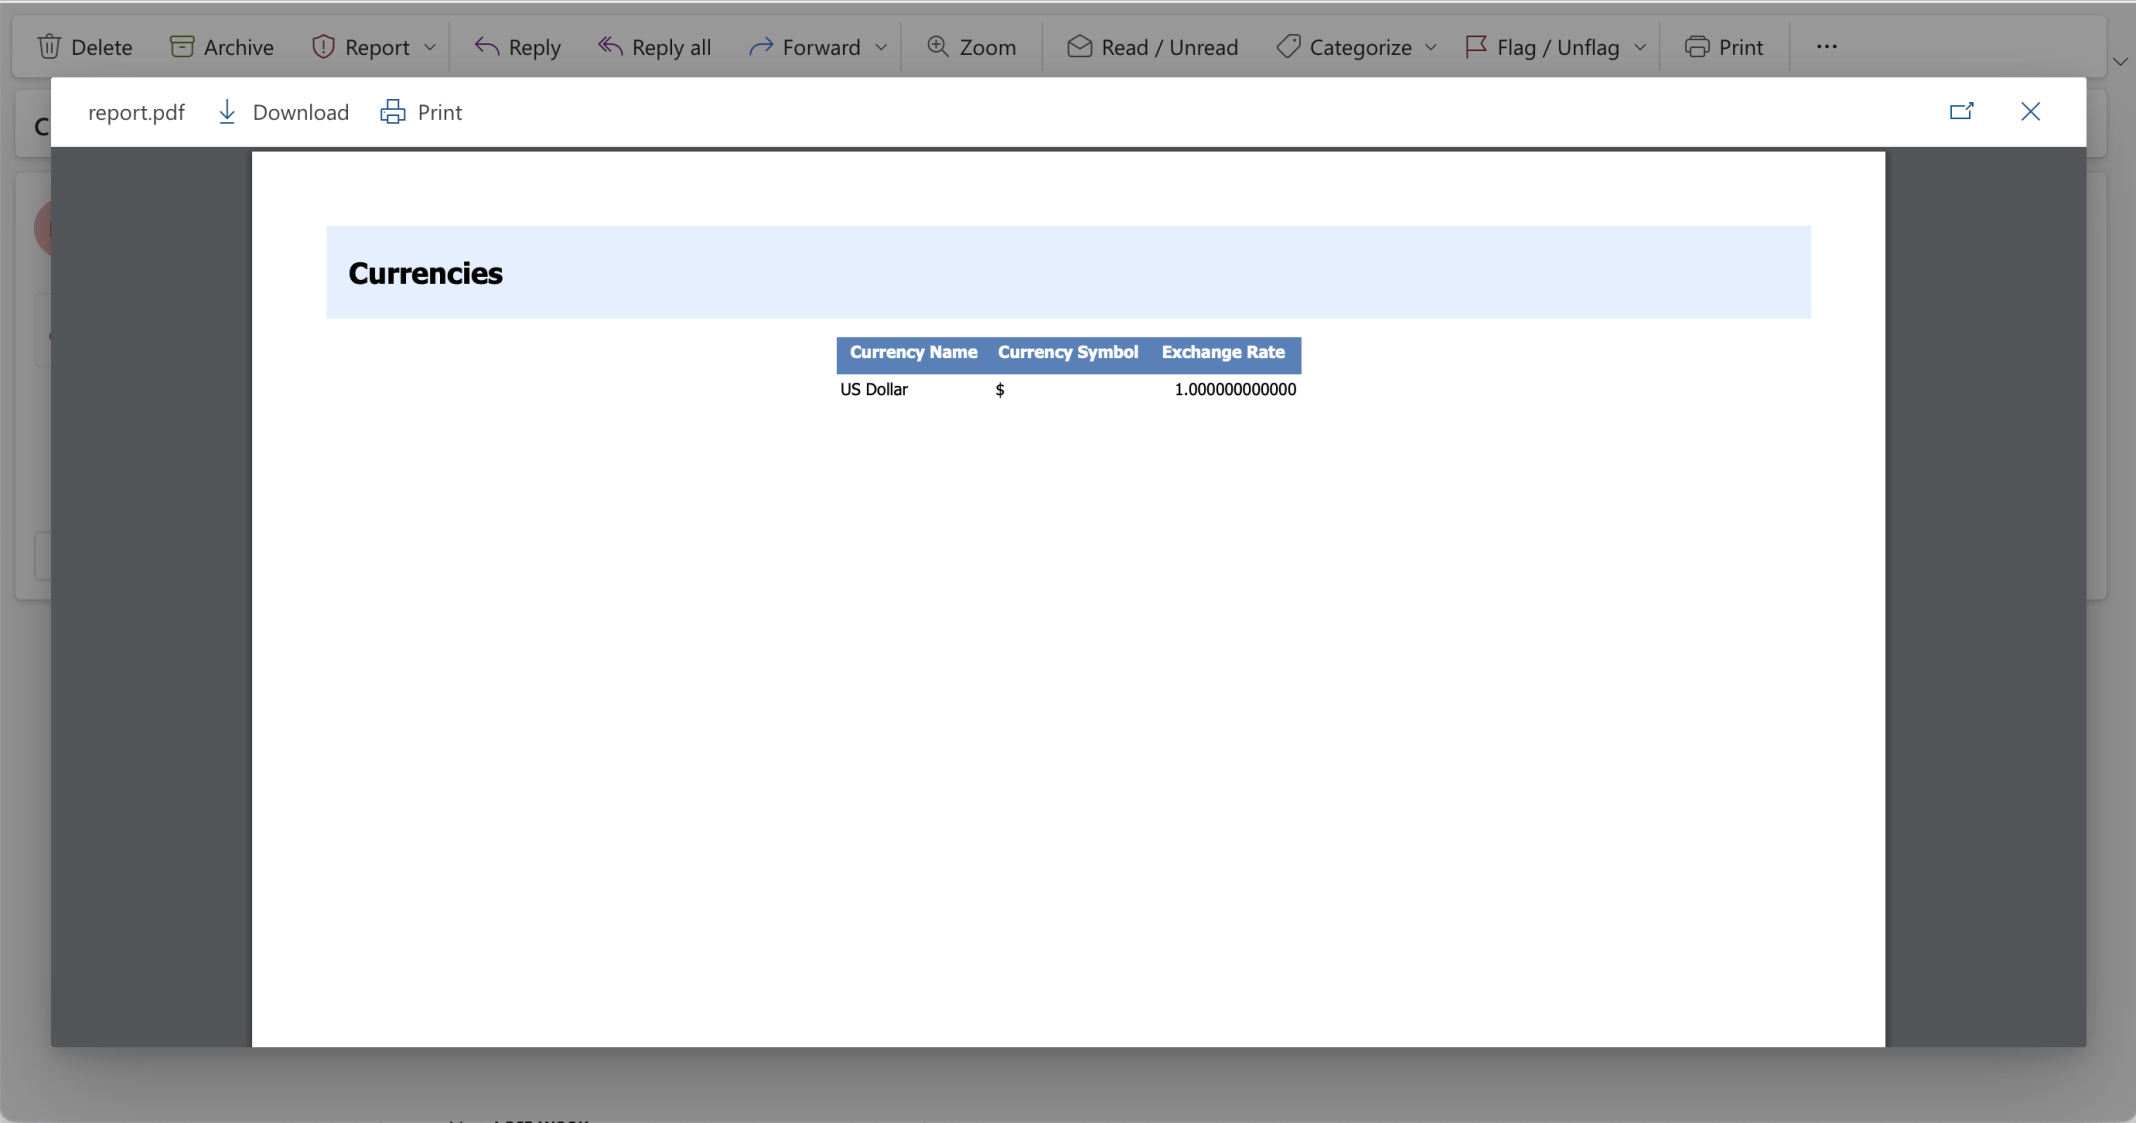 Delete Archive Report Reply Reply all Forward Zoom Read / Unread Categorize Flag / Unflag Print ...
report.pdf Download Print
Currencies
Currency Name Currency Symbol Exchange Rate
US Dollar $ 1.000000000000